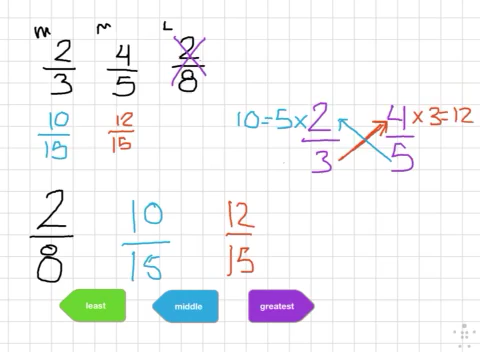 m m L
2/3 4/5 2/8
10/15 12/15
10=5×2/3 4/5×3=12
2/8 10/15 12/15
least middle greatest